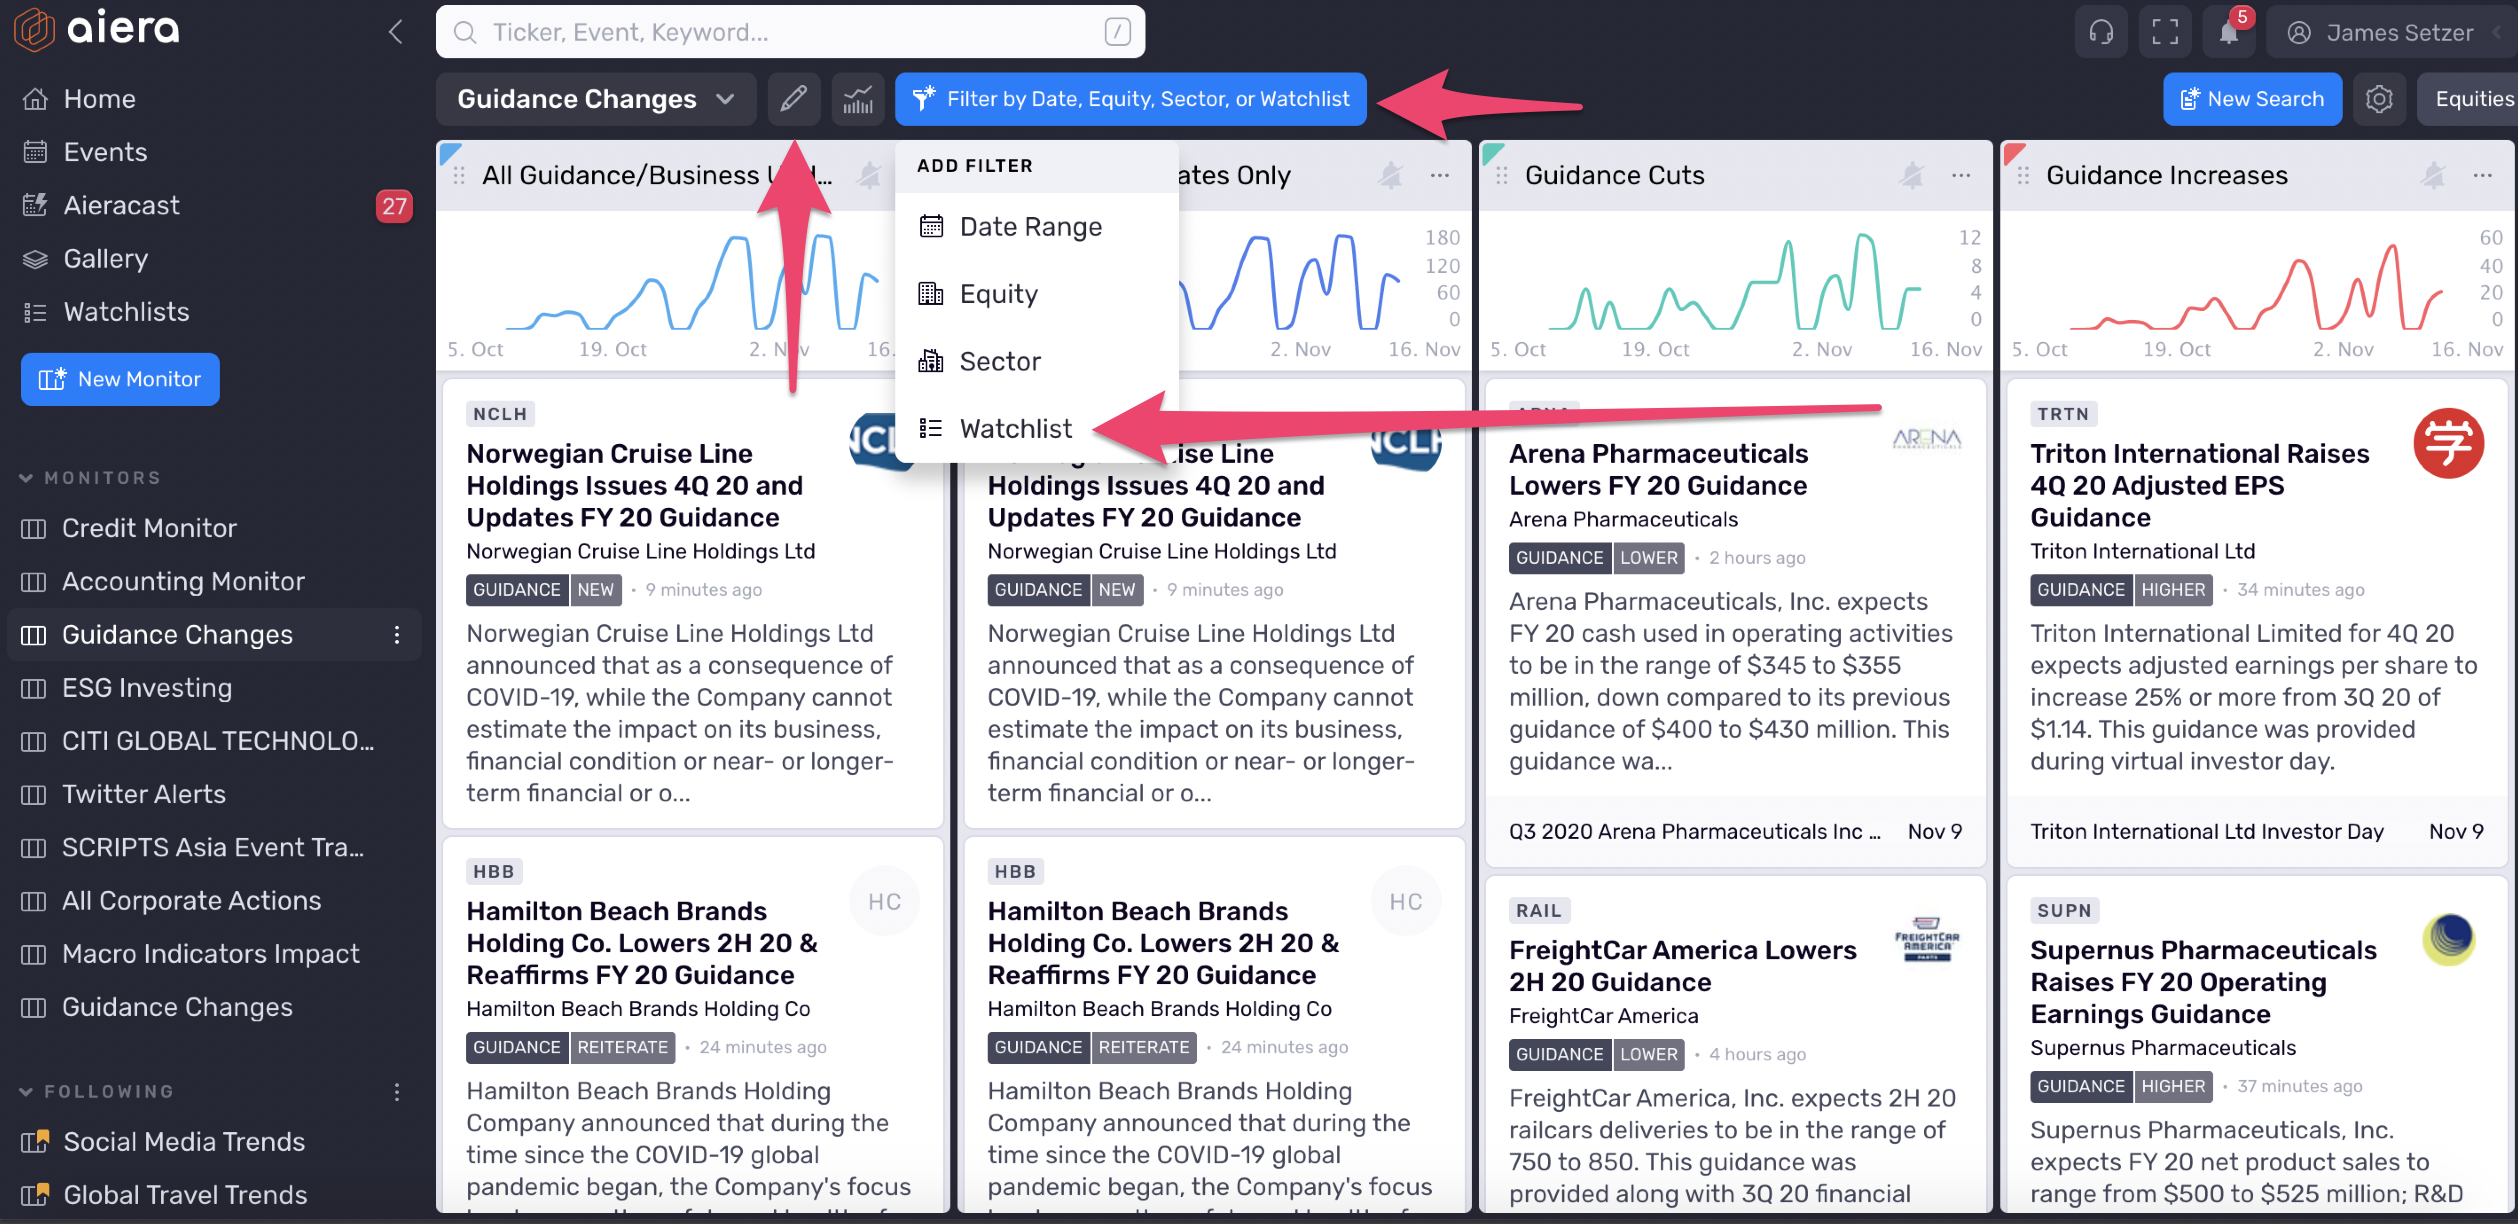 aiera
Ticker, Event, Keyword...
/
5
James Setzer
Home
Events
Aieracast
27
Gallery
Watchlists
New Monitor
MONITORS
Credit Monitor
Accounting Monitor
Guidance Changes
ESG Investing
CITI GLOBAL TECHNOLO...
Twitter Alerts
SCRIPTS Asia Event Tra...
All Corporate Actions
Macro Indicators Impact
Guidance Changes
FOLLOWING
Social Media Trends
Global Travel Trends
Guidance Changes
Filter by Date, Equity, Sector, or Watchlist
New Search
Equities
ADD FILTER
Date Range
Equity
Sector
Watchlist
All Guidance/Business
5. Oct 19. Oct 2. Nov 16.
NCLH
Norwegian Cruise Line
Holdings Issues 4Q 20 and
Updates FY 20 Guidance
Norwegian Cruise Line Holdings Ltd
GUIDANCE NEW · 9 minutes ago
Norwegian Cruise Line Holdings Ltd
announced that as a consequence of
COVID-19, while the Company cannot
estimate the impact on its business,
financial condition or near- or longer-
term financial or o...
HBB
HC
Hamilton Beach Brands
Holding Co. Lowers 2H 20 &
Reaffirms FY 20 Guidance
Hamilton Beach Brands Holding Co
GUIDANCE REITERATE · 24 minutes ago
Hamilton Beach Brands Holding
Company announced that during the
time since the COVID-19 global
pandemic began, the Company's focus
ates Only
180
120
60
0
2. Nov 16. Nov
NCLH
ise Line
Holdings Issues 4Q 20 and
Updates FY 20 Guidance
Norwegian Cruise Line Holdings Ltd
GUIDANCE NEW · 9 minutes ago
Norwegian Cruise Line Holdings Ltd
announced that as a consequence of
COVID-19, while the Company cannot
estimate the impact on its business,
financial condition or near- or longer-
term financial or o...
HBB
HC
Hamilton Beach Brands
Holding Co. Lowers 2H 20 &
Reaffirms FY 20 Guidance
Hamilton Beach Brands Holding Co
GUIDANCE REITERATE · 24 minutes ago
Hamilton Beach Brands Holding
Company announced that during the
time since the COVID-19 global
pandemic began, the Company's focus
Guidance Cuts
12
8
4
0
5. Oct 19. Oct 2. Nov 16. Nov
ARENA
PHARMACEUTICALS
Arena Pharmaceuticals
Lowers FY 20 Guidance
Arena Pharmaceuticals
GUIDANCE LOWER · 2 hours ago
Arena Pharmaceuticals, Inc. expects
FY 20 cash used in operating activities
to be in the range of $345 to $355
million, down compared to its previous
guidance of $400 to $430 million. This
guidance wa...
Q3 2020 Arena Pharmaceuticals Inc ... Nov 9
RAIL
FREIGHTCAR
AMERICA
PARTS
FreightCar America Lowers
2H 20 Guidance
FreightCar America
GUIDANCE LOWER · 4 hours ago
FreightCar America, Inc. expects 2H 20
railcars deliveries to be in the range of
750 to 850. This guidance was
provided along with 3Q 20 financial
Guidance Increases
60
40
20
0
5. Oct 19. Oct 2. Nov 16. Nov
TRTN
学
Triton International Raises
4Q 20 Adjusted EPS
Guidance
Triton International Ltd
GUIDANCE HIGHER · 34 minutes ago
Triton International Limited for 4Q 20
expects adjusted earnings per share to
increase 25% or more from 3Q 20 of
$1.14. This guidance was provided
during virtual investor day.
Triton International Ltd Investor Day Nov 9
SUPN
Supernus Pharmaceuticals
Raises FY 20 Operating
Earnings Guidance
Supernus Pharmaceuticals
GUIDANCE HIGHER · 37 minutes ago
Supernus Pharmaceuticals, Inc.
expects FY 20 net product sales to
range from $500 to $525 million; R&D